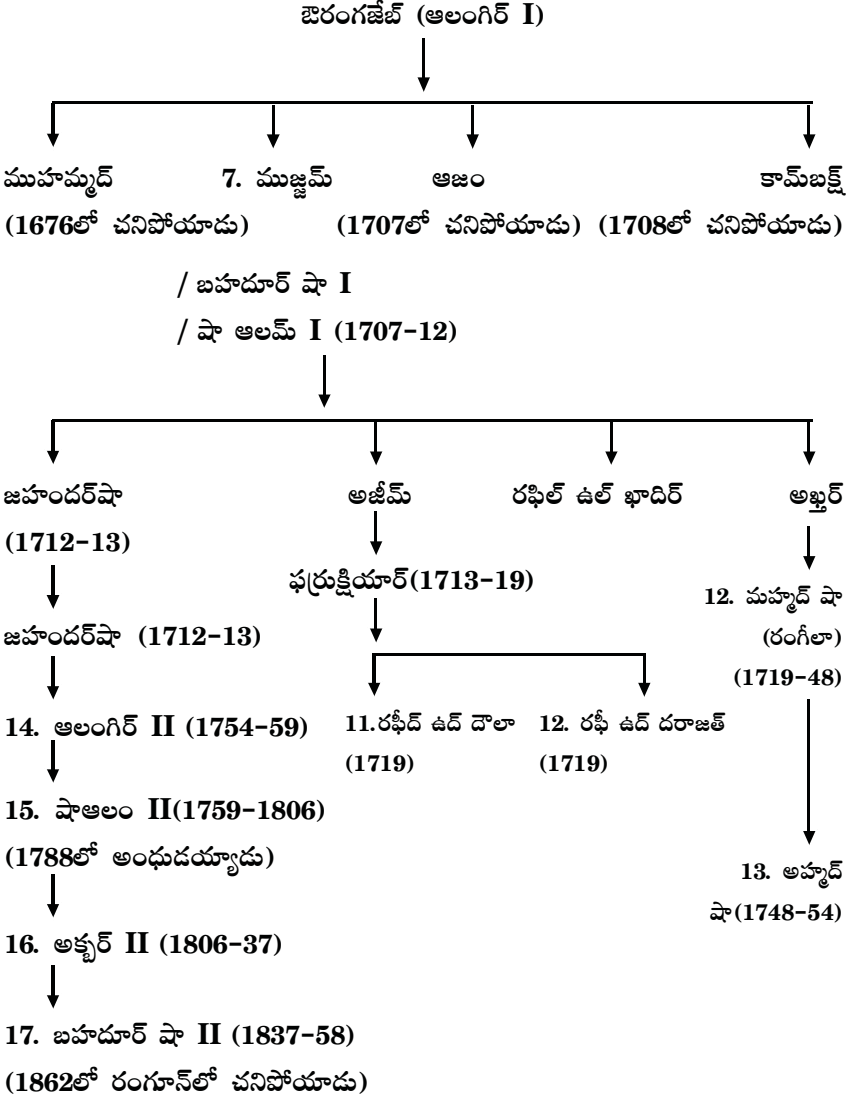 ఔరంగజేబ్ (ఆలంగిర్ I)
ముహమ్మద్ 7. ముజ్జమ్ ఆజం కామ్‌బక్ష్
(1676లో చనిపోయాడు) (1707లో చనిపోయాడు) (1708లో చనిపోయాడు)
/ బహదూర్ షా I
/ షా ఆలమ్ I (1707-12)
జహందర్‌షా అజీమ్ రఫిల్ ఉల్ ఖాదిర్ అఖ్తర్
(1712-13)
ఫర్రుక్షియార్(1713-19)
12. మహ్మద్ షా
జహందర్‌షా (1712-13)
(రంగీలా)
(1719-48)
14. ఆలంగిర్ II (1754-59) 11.రఫీద్ ఉద్ దౌలా 12. రఫీ ఉద్ దరాజత్
(1719) (1719)
15. షాఆలం II(1759-1806)
(1788లో అంధుడయ్యాడు)
13. అహ్మద్
షా(1748-54)
16. అక్బర్ II (1806-37)
17. బహదూర్ షా II (1837-58)
(1862లో రంగూన్‌లో చనిపోయాడు)